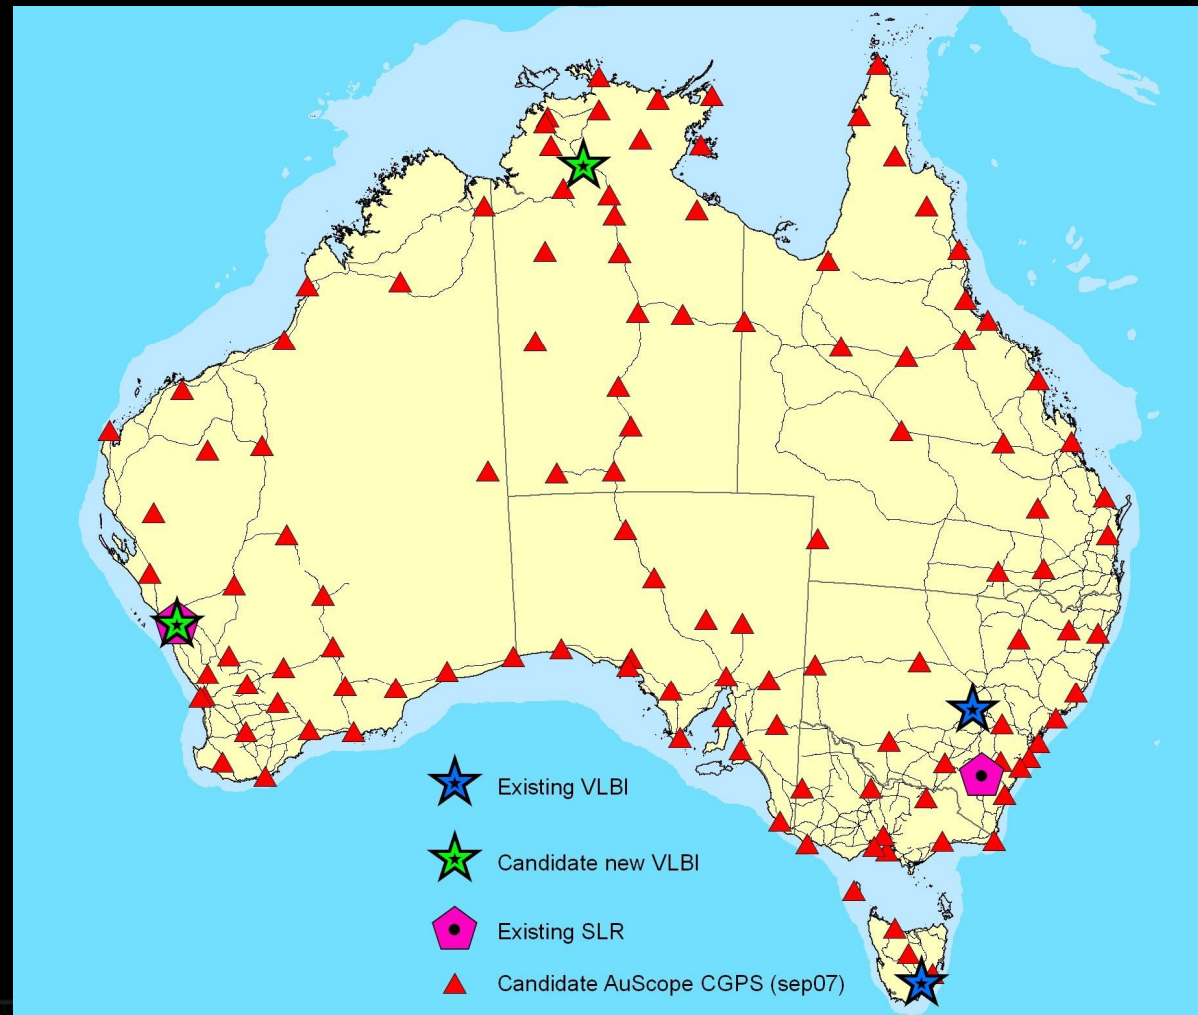 Existing VLBI
Candidate new VLBI
Existing SLR
Candidate AuScope CGPS (sep07)